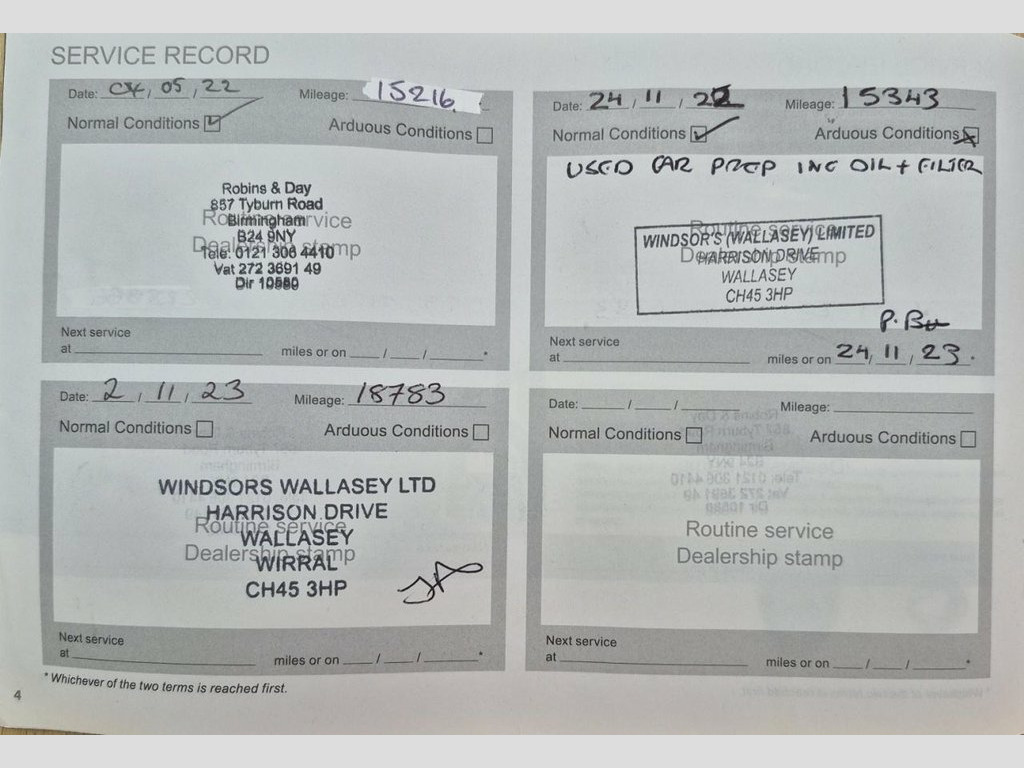 SERVICE RECORD
Date: 04, 05, 22 Mileage: 15216
Normal Conditions Arduous Conditions
Robins & Day
857 Tyburn Road
Birmingham
B24 9NY
Tele: 0121 306 4410
Vat 272 3691 49
Dir 10580
Routine service
Dealership stamp
Next service
at miles or on / / *
Date: 24, 11, 22 Mileage: 15343
Normal Conditions Arduous Conditions
USED CAR PREP INC OIL + FILTER
WINDSOR'S (WALLASEY) LIMITED
HARRISON DRIVE
WALLASEY
CH45 3HP
Routine service
Dealership stamp
Next service
at miles or on 24, 11, 23 .
Date: 2 / 11 / 23 Mileage: 18783
Normal Conditions Arduous Conditions
WINDSORS WALLASEY LTD
HARRISON DRIVE
WALLASEY
WIRRAL
CH45 3HP
Routine service
Dealership stamp
Next service
at miles or on / / *
Date: / / Mileage:
Normal Conditions Arduous Conditions
Routine service
Dealership stamp
Next service
at miles or on / / *
* Whichever of the two terms is reached first.
4